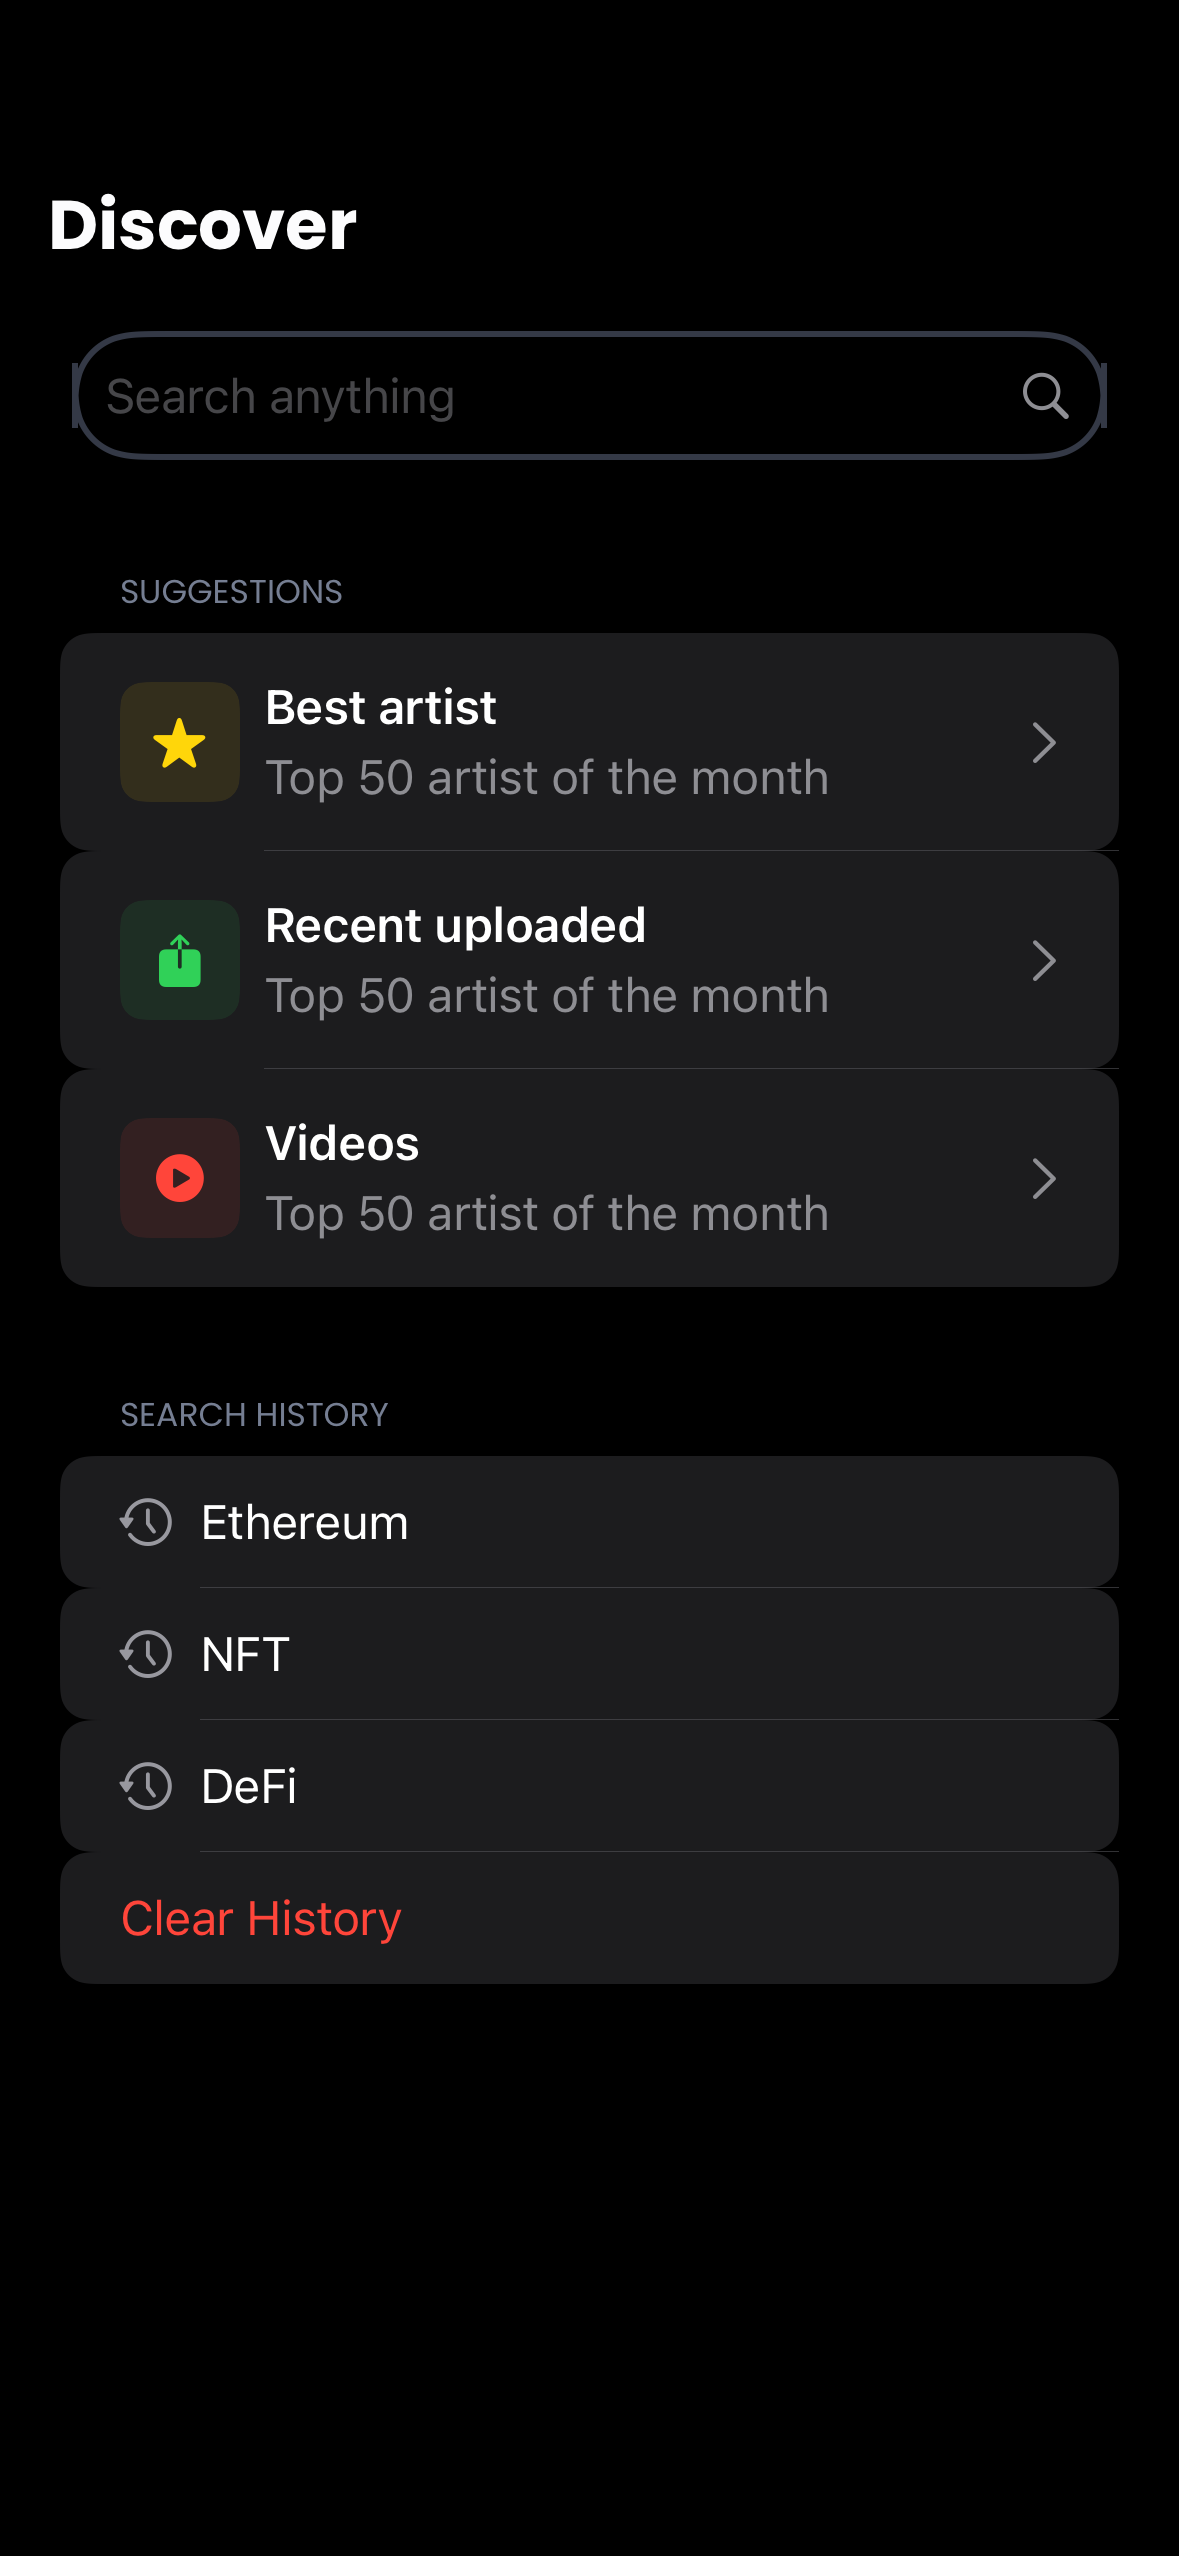 Discover
Search anything
SUGGESTIONS
Best artist
Top 50 artist of the month
Recent uploaded
Top 50 artist of the month
Videos
Top 50 artist of the month
SEARCH HISTORY
Ethereum
NFT
DeFi
Clear History